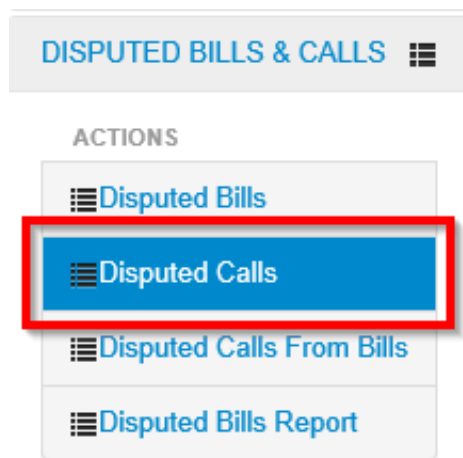 DISPUTED BILLS & CALLS
ACTIONS
Disputed Bills
Disputed Calls
Disputed Calls From Bills
Disputed Bills Report